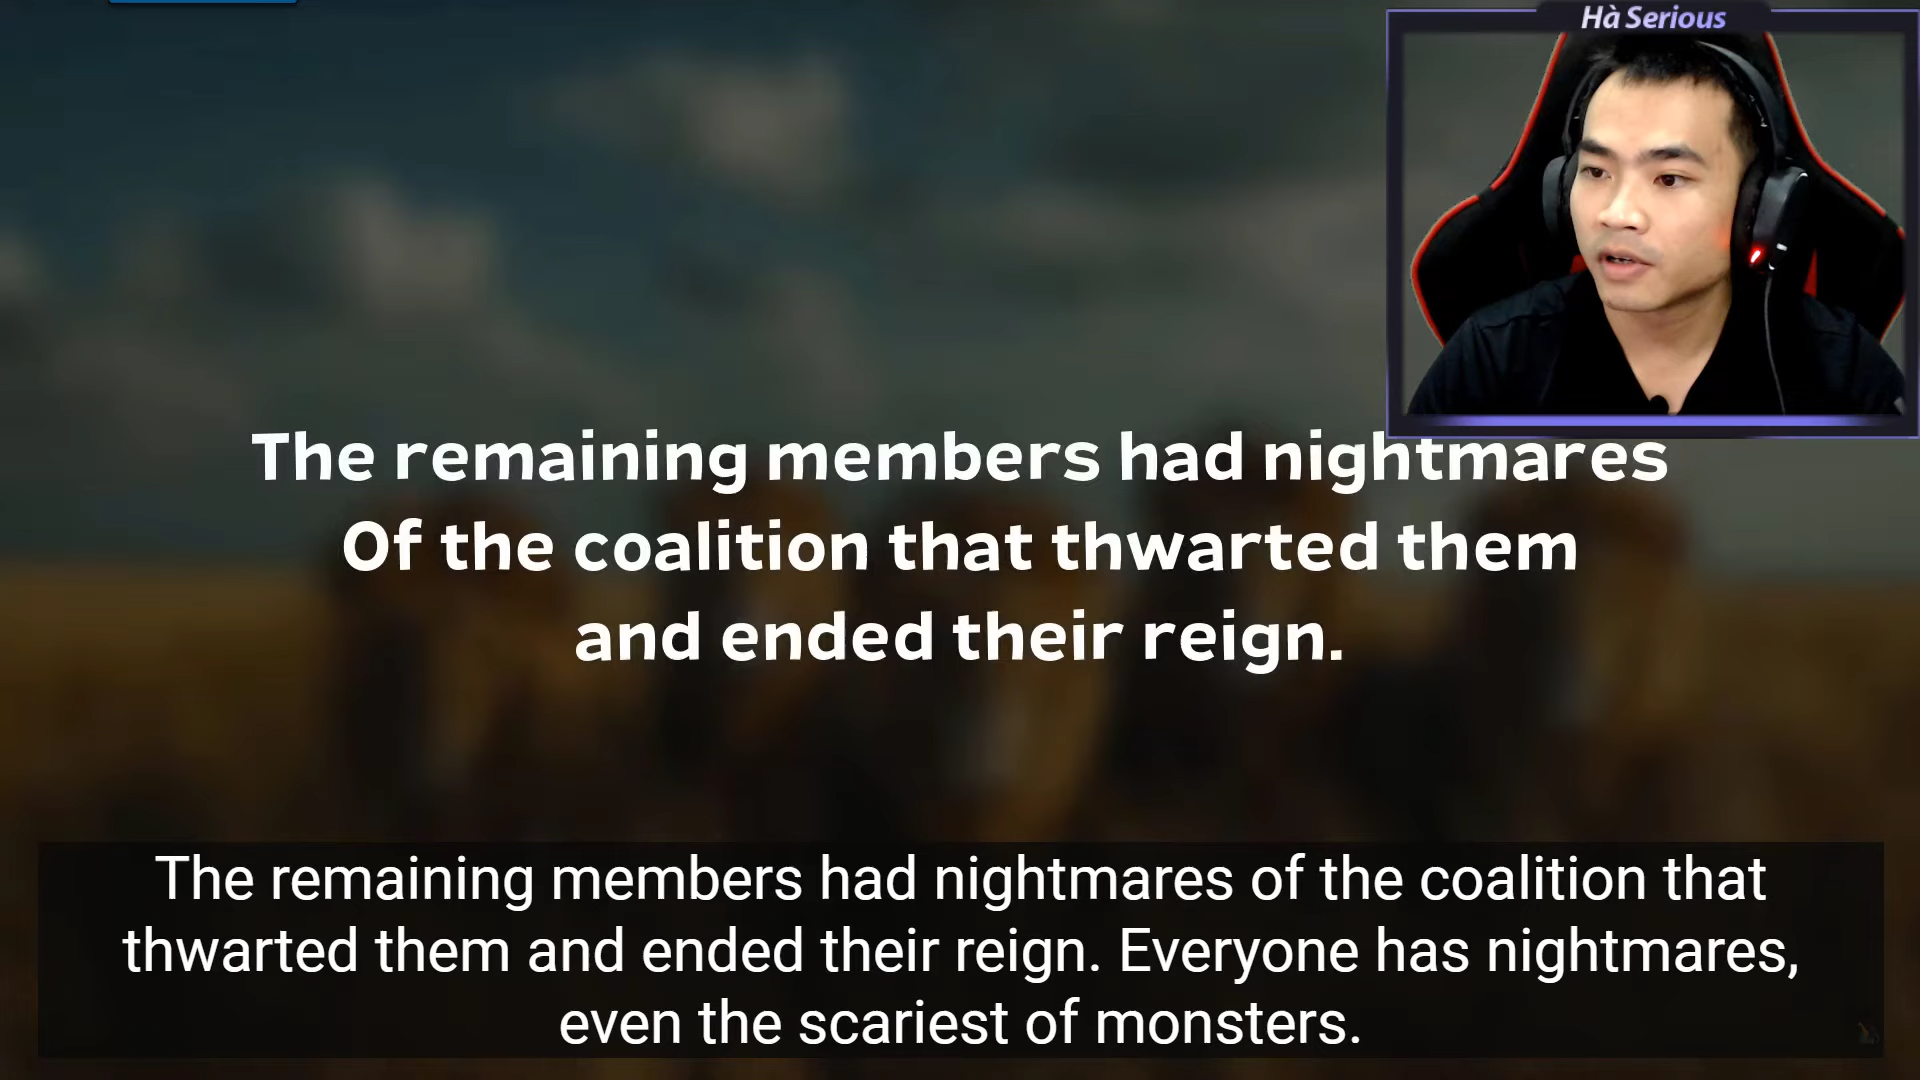 Hà Serious
The remaining members had nightmares
Of the coalition that thwarted them
and ended their reign.
The remaining members had nightmares of the coalition that
thwarted them and ended their reign. Everyone has nightmares,
even the scariest of monsters.